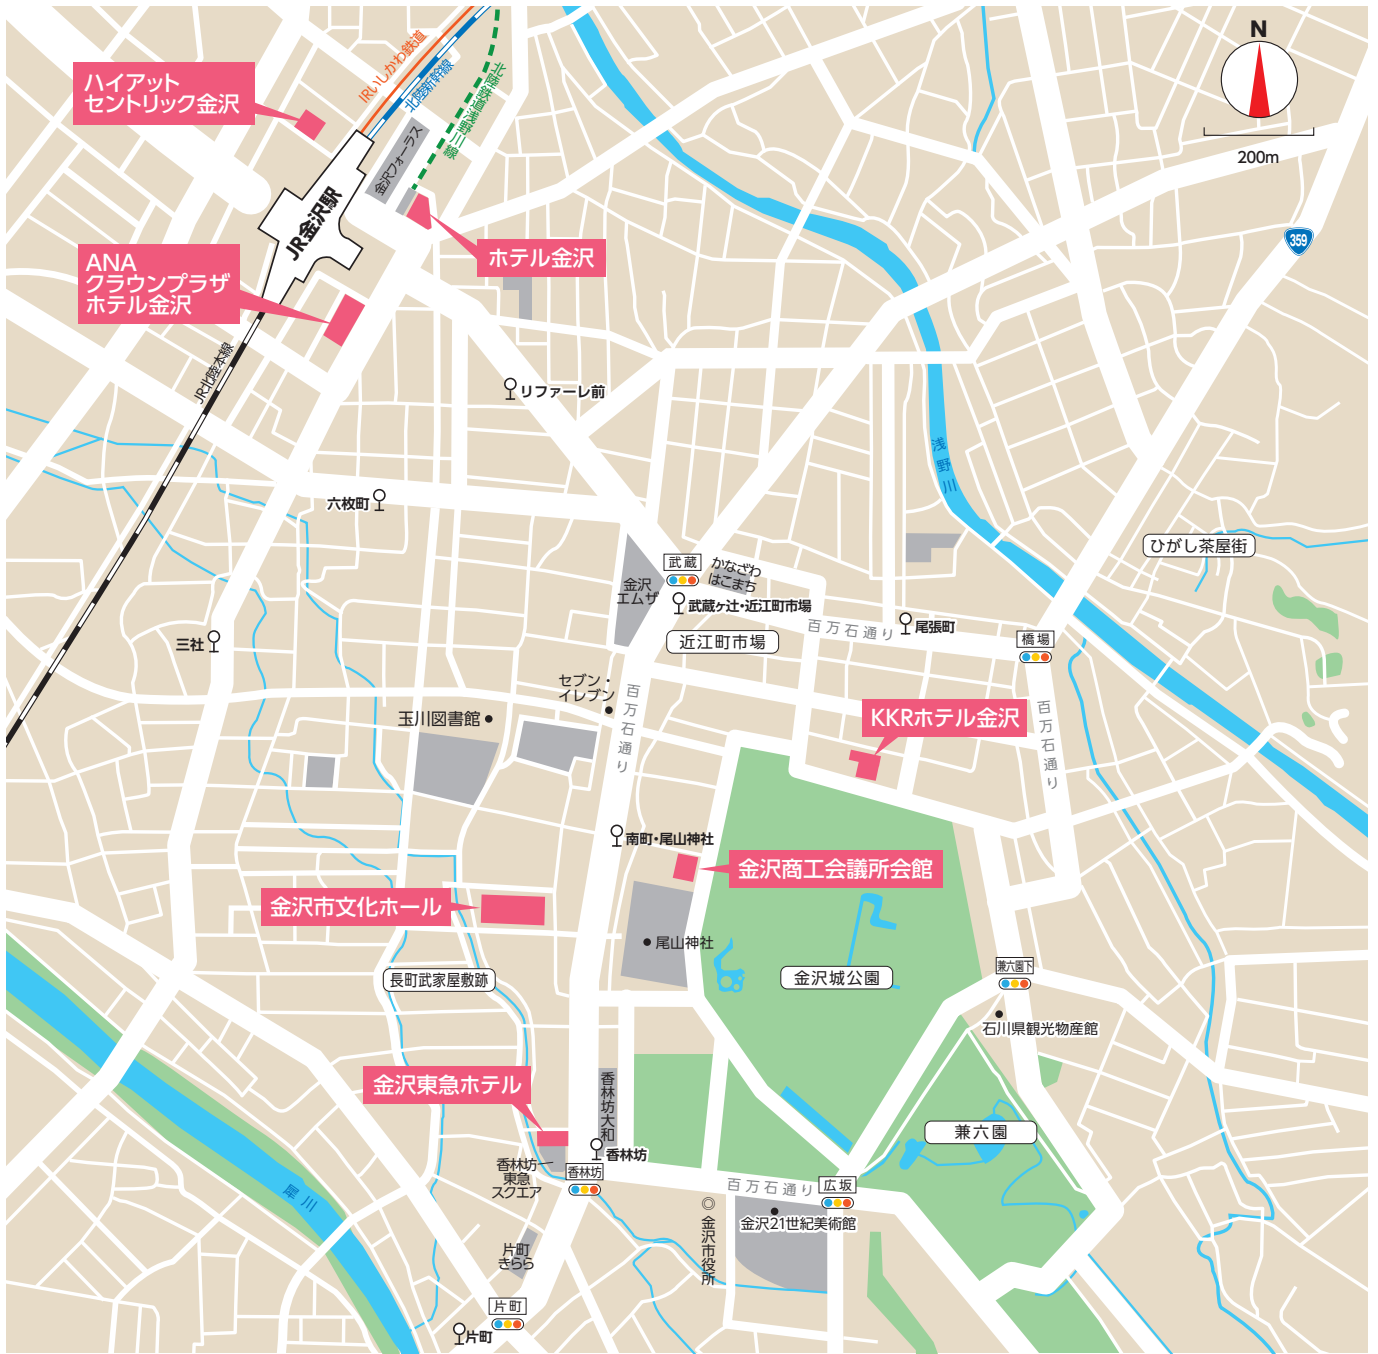 N
200m
359
IRいしかわ鉄道
北陸新幹線
北陸鉄道浅野川線
ハイアット
セントリック金沢
金沢フォーラス
JR金沢駅
ホテル金沢
ANA
クラウンプラザ
ホテル金沢
JR北陸本線
リファーレ前
浅野川
六枚町
ひがし茶屋街
武蔵
かなざわ
はこまち
金沢
エムザ
武蔵ヶ辻・近江町市場
百万石通り
尾張町
橋場
近江町市場
三社
セブン・
イレブン
百万石通り
百万石通り
玉川図書館
KKRホテル金沢
南町・尾山神社
金沢商工会議所会館
金沢市文化ホール
尾山神社
長町武家屋敷跡
金沢城公園
兼六園下
石川県観光物産館
金沢東急ホテル
香林坊大和
兼六園
香林坊
香林坊
東急
スクエア
香林坊
百万石通り
広坂
犀川
金沢21世紀美術館
◎金沢市役所
片町
きらら
片町
片町